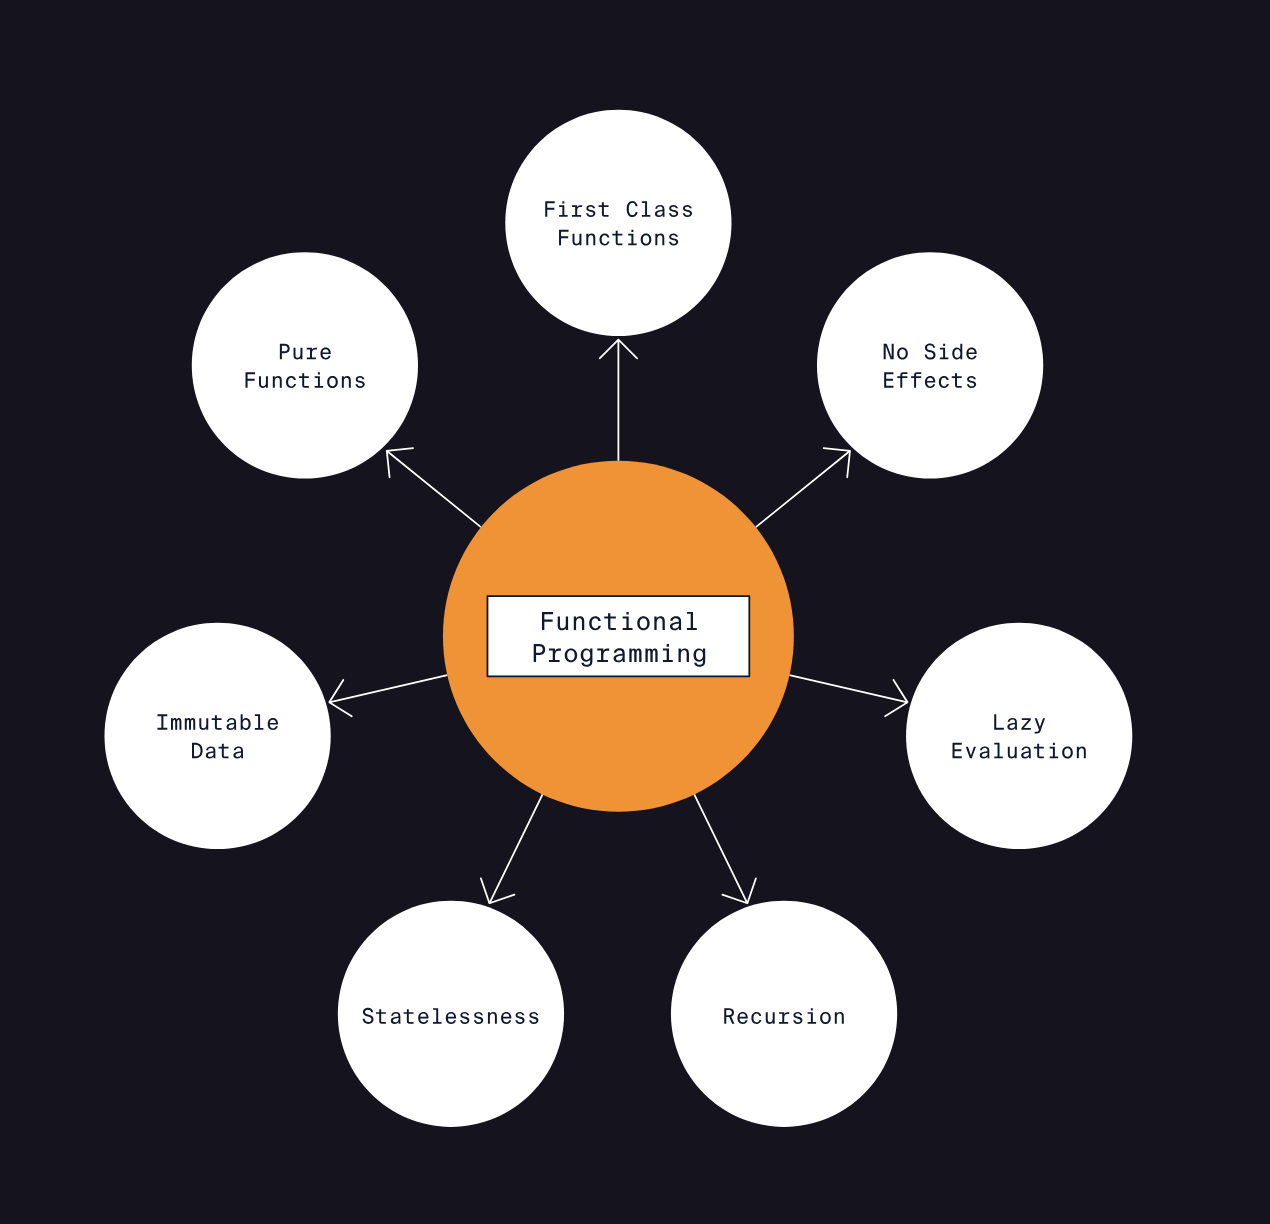 First Class
Functions
Pure
Functions
No Side
Effects
Functional
Programming
Immutable
Data
Lazy
Evaluation
Statelessness
Recursion